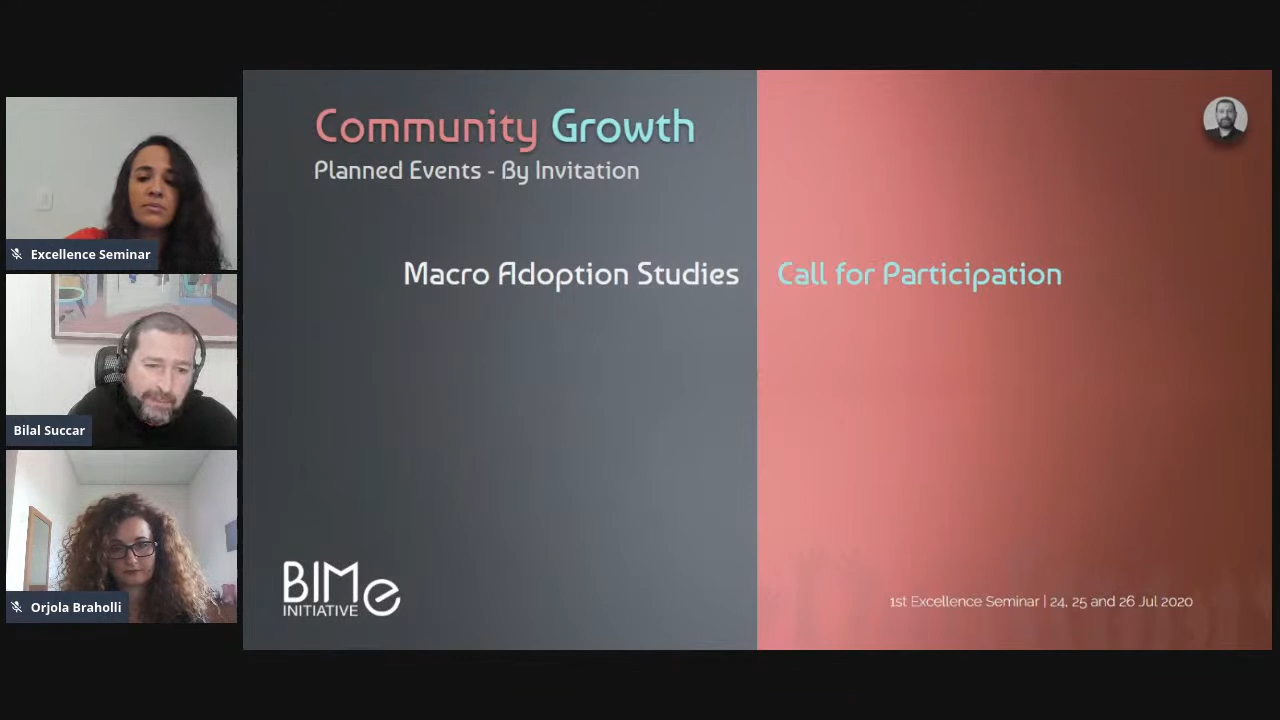 Community Growth
Planned Events - By Invitation
Macro Adoption Studies
Call for Participation
Excellence Seminar
Bilal Succar
Orjola Braholli
BIMe
INITIATIVE
1st Excellence Seminar | 24, 25 and 26 Jul 2020